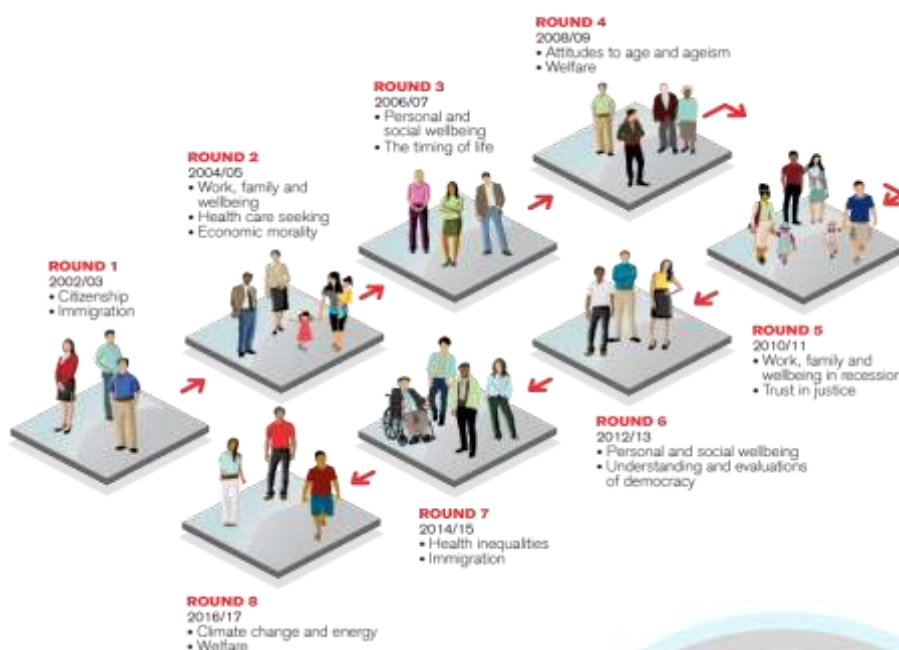 ROUND 1
2002/03
• Citizenship
• Immigration
ROUND 2
2004/05
• Work, family and
wellbeing
• Health care seeking
• Economic morality
ROUND 3
2006/07
• Personal and
social wellbeing
• The timing of life
ROUND 4
2008/09
• Attitudes to age and ageism
• Welfare
ROUND 5
2010/11
• Work, family and
wellbeing in recession
• Trust in justice
ROUND 6
2012/13
• Personal and social wellbeing
• Understanding and evaluations
of democracy
ROUND 7
2014/15
• Health inequalities
• Immigration
ROUND 8
2016/17
• Climate change and energy
• Welfare